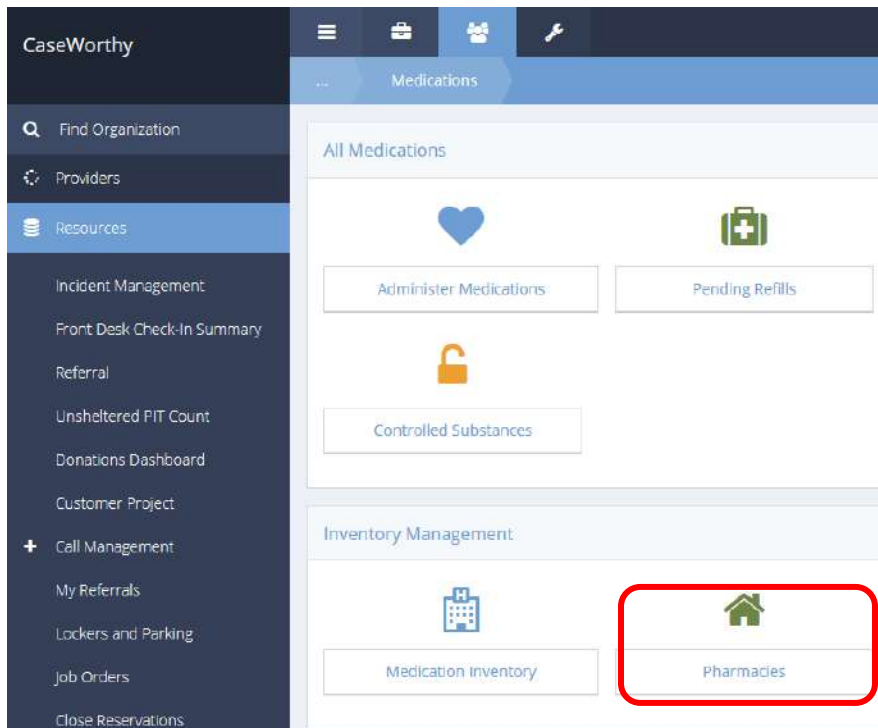 CaseWorthy
Find Organization
Providers
Resources
Incident Management
Front Desk Check-In Summary
Referral
Unsheltered PIT Count
Donations Dashboard
Customer Project
Call Management
My Referrals
Lockers and Parking
Job Orders
Close Reservations
... Medications
All Medications
Administer Medications
Pending Refills
Controlled Substances
Inventory Management
H
Medication Inventory
Pharmacies